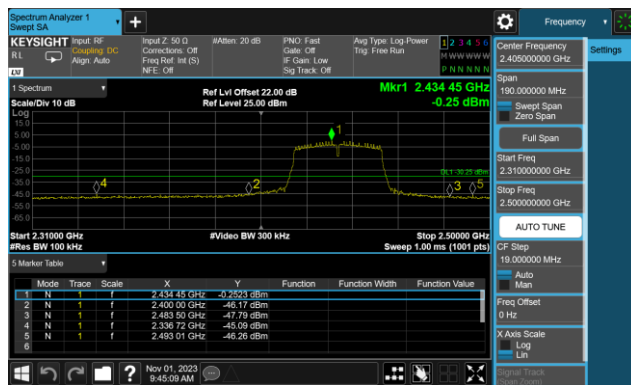 Spectrum Analyzer 1
Swept SA
+
Frequency
KEYSIGHT
RL
LXI
Input: RF
Coupling: DC
Align: Auto
Input Z: 50 Ω
Corrections: Off
Freq Ref: Int (S)
NFE: Off
#Atten: 20 dB
PNO: Fast
Gate: Off
IF Gain: Low
Sig Track: Off
Avg Type: Log-Power
Trig: Free Run
1 2 3 4 5 6
M W W W W W
P N N N N N
1 Spectrum
Scale/Div 10 dB
Ref Lvl Offset 22.00 dB
Ref Level 25.00 dBm
Mkr1 2.434 45 GHz
-0.25 dBm
Log
15.0
5.00
-5.00
-15.0
-25.0
-35.0
-45.0
-55.0
-65.0
1
DL1 -30.25 dBm
4
2
3
5
Start 2.31000 GHz
#Video BW 300 kHz
Stop 2.50000 GHz
#Res BW 100 kHz
Sweep 1.00 ms (1001 pts)
5 Marker Table
Mode Trace Scale X Y Function Function Width Function Value
1 N 1 f 2.434 45 GHz -0.2523 dBm
2 N 1 f 2.400 00 GHz -46.17 dBm
3 N 1 f 2.483 50 GHz -47.79 dBm
4 N 1 f 2.336 72 GHz -45.09 dBm
5 N 1 f 2.493 01 GHz -46.26 dBm
6
?
Nov 01, 2023
9:45:09 AM
Center Frequency
2.405000000 GHz
Span
190.000000 MHz
Swept Span
Zero Span
Full Span
Start Freq
2.310000000 GHz
Stop Freq
2.500000000 GHz
AUTO TUNE
CF Step
19.000000 MHz
Auto
Man
Freq Offset
0 Hz
X Axis Scale
Log
Lin
Signal Track
(Span Zoom)
Settings